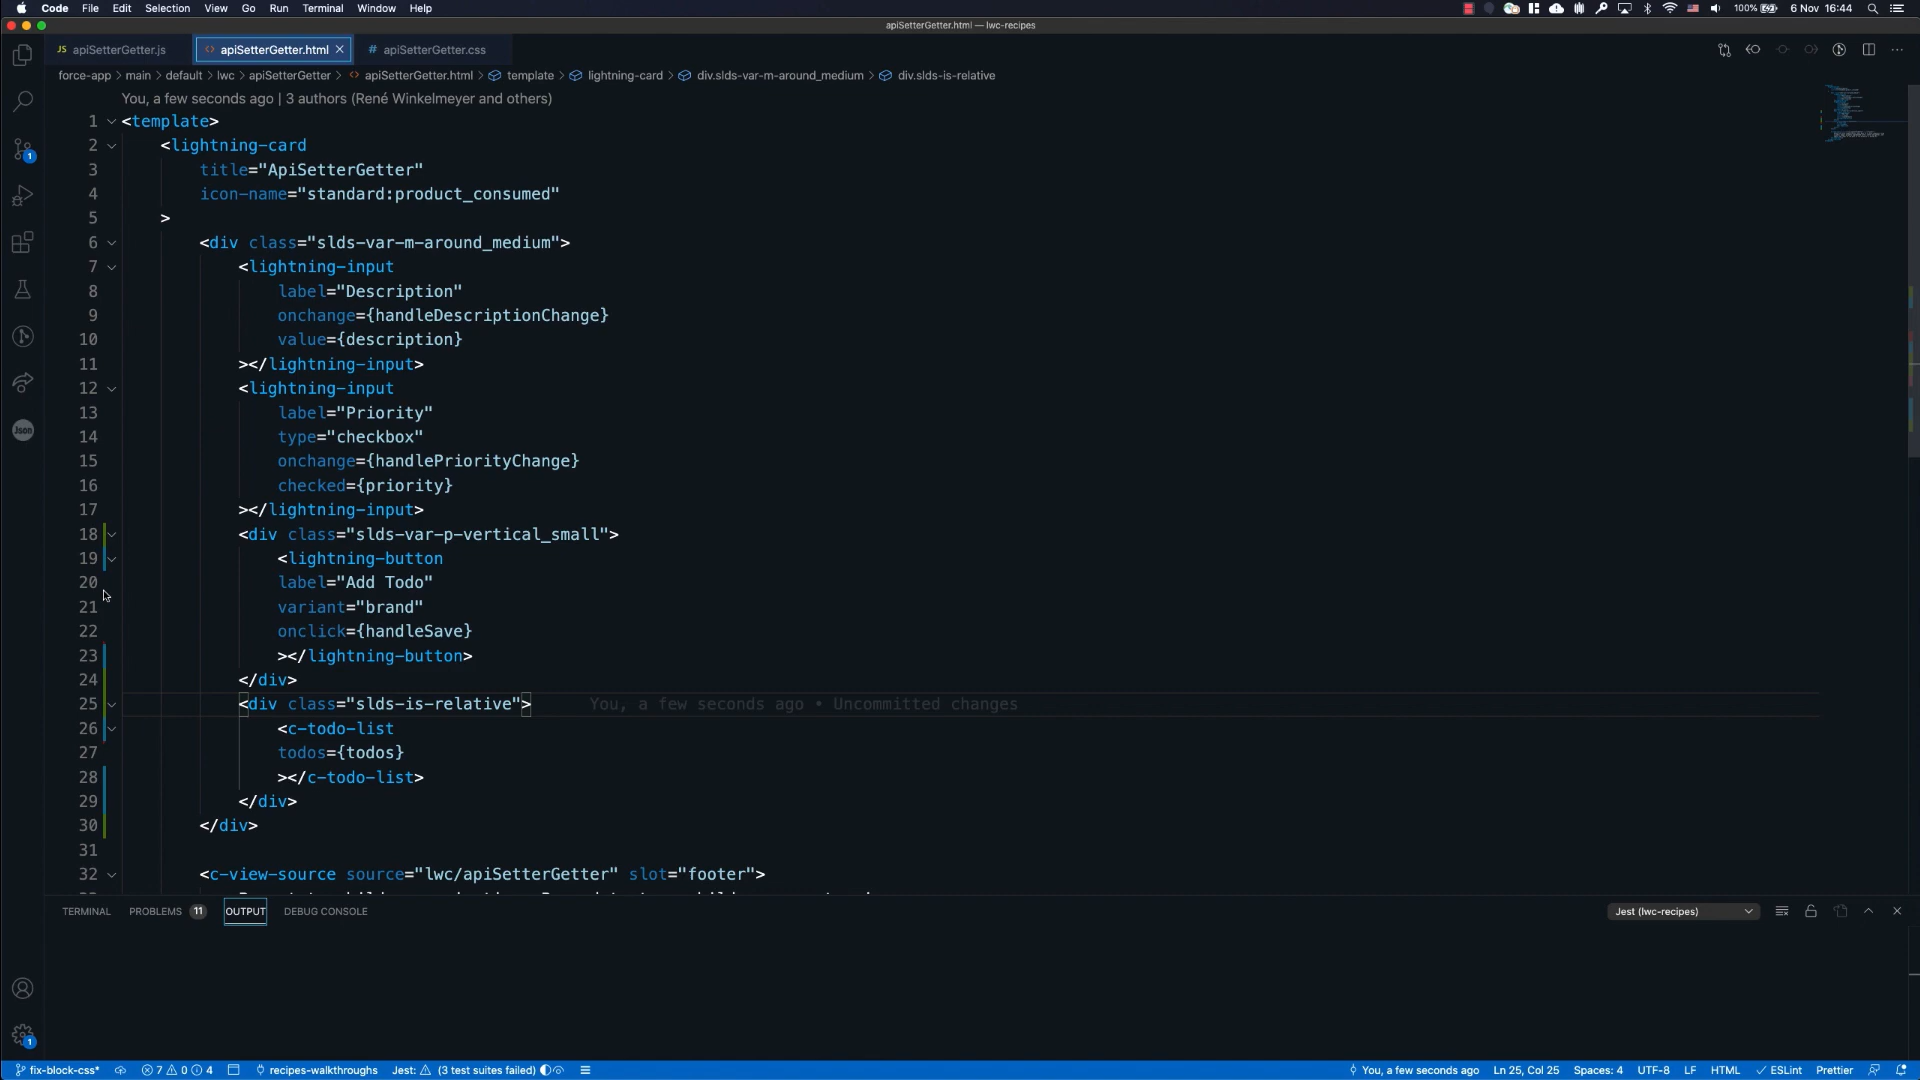 Code File Edit Selection View Go Run Terminal Window Help 100% 6 Nov 16:44
apiSetterGetter.html — lwc-recipes
JS apiSetterGetter.js <> apiSetterGetter.html # apiSetterGetter.css
force-app > main > default > lwc > apiSetterGetter > <> apiSetterGetter.html > template > lightning-card > div.slds-var-m-around_medium > div.slds-is-relative
You, a few seconds ago | 3 authors (René Winkelmeyer and others)
1 <template>
2 <lightning-card
3 title="ApiSetterGetter"
4 icon-name="standard:product_consumed"
5 >
6 <div class="slds-var-m-around_medium">
7 <lightning-input
8 label="Description"
9 onchange={handleDescriptionChange}
10 value={description}
11 ></lightning-input>
12 <lightning-input
13 label="Priority"
14 type="checkbox"
15 onchange={handlePriorityChange}
16 checked={priority}
17 ></lightning-input>
18 <div class="slds-var-p-vertical_small">
19 <lightning-button
20 label="Add Todo"
21 variant="brand"
22 onclick={handleSave}
23 ></lightning-button>
24 </div>
25 <div class="slds-is-relative"> You, a few seconds ago • Uncommitted changes
26 <c-todo-list
27 todos={todos}
28 ></c-todo-list>
29 </div>
30 </div>
31
32 <c-view-source source="lwc/apiSetterGetter" slot="footer">
1
Json
1
TERMINAL PROBLEMS 11 OUTPUT DEBUG CONSOLE Jest (lwc-recipes)
fix-block-css* 7 0 4 recipes-walkthroughs Jest: (3 test suites failed) You, a few seconds ago Ln 25, Col 25 Spaces: 4 UTF-8 LF HTML ESLint Prettier